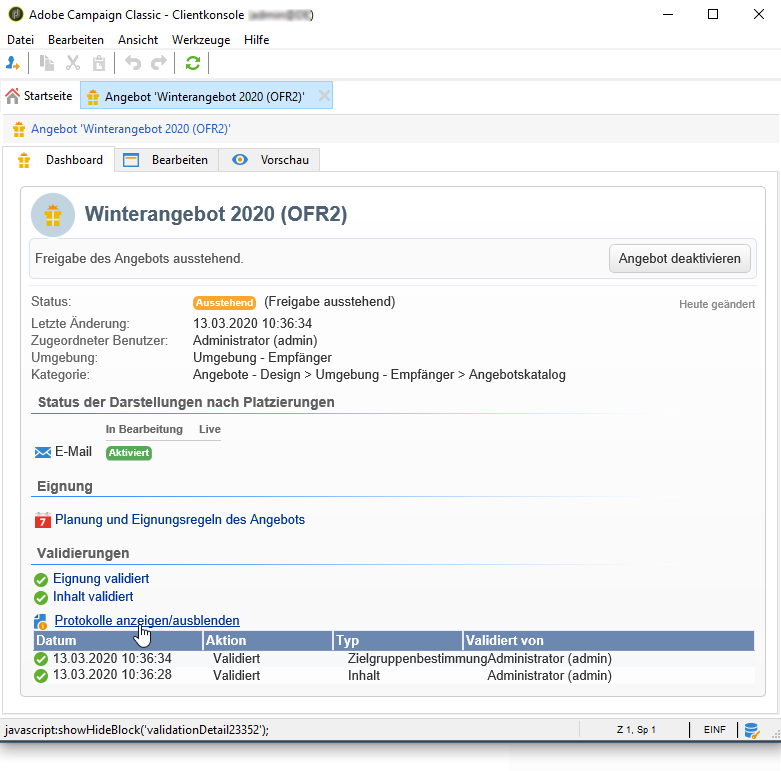 Adobe Campaign Classic - Clientkonsole
Datei Bearbeiten Ansicht Werkzeuge Hilfe
Startseite Angebot 'Winterangebot 2020 (OFR2)'
Angebot 'Winterangebot 2020 (OFR2)'
Dashboard Bearbeiten Vorschau
Winterangebot 2020 (OFR2)
Freigabe des Angebots ausstehend. Angebot deaktivieren
Status: Ausstehend (Freigabe ausstehend) Heute geändert
Letzte Änderung: 13.03.2020 10:36:34
Zugeordneter Benutzer: Administrator (admin)
Umgebung: Umgebung - Empfänger
Kategorie: Angebote - Design > Umgebung - Empfänger > Angebotskatalog
Status der Darstellungen nach Platzierungen
In Bearbeitung Live
E-Mail Aktiviert
Eignung
7 Planung und Eignungsregeln des Angebots
Validierungen
Eignung validiert
Inhalt validiert
Protokolle anzeigen/ausblenden
Datum Aktion Typ Validiert von
13.03.2020 10:36:34 Validiert Zielgruppenbestimmung Administrator (admin)
13.03.2020 10:36:28 Validiert Inhalt Administrator (admin)
javascript:showHideBlock('validationDetail23352'); Z 1, Sp 1 EINF